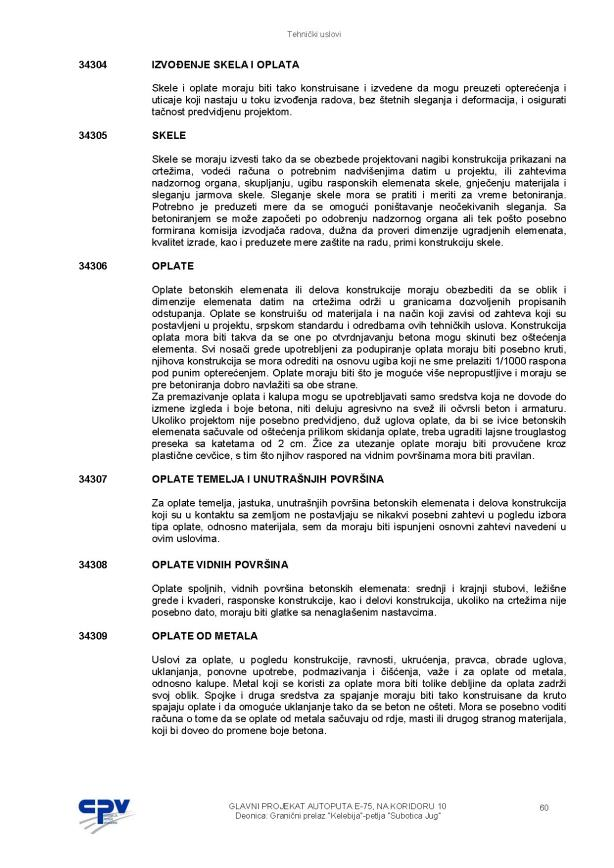 Tehnički uslovi
34304 IZVOĐENJE SKELA I OPLATA
Skele i oplate moraju biti tako konstruisane i izvedene da mogu preuzeti opterećenja i
uticaje koji nastaju u toku izvođenja radova, bez štetnih sleganja i deformacija, i osigurati
tačnost predvidjenu projektom.
34305 SKELE
Skele se moraju izvesti tako da se obezbede projektovani nagibi konstrukcija prikazani na
crtežima, vodeći računa o potrebnim nadvišenjima datim u projektu, ili zahtevima
nadzornog organa, skupljanju, ugibu rasponskih elemenata skele, gnječenju materijala i
sleganju jarmova skele. Sleganje skele mora se pratiti i meriti za vreme betoniranja.
Potrebno je preduzeti mere da se omogući poništavanje neočekivanih sleganja. Sa
betoniranjem se može započeti po odobrenju nadzornog organa ali tek pošto posebno
formirana komisija izvodjača radova, dužna da proveri dimenzije ugradjenih elemenata,
kvalitet izrade, kao i preduzete mere zaštite na radu, primi konstrukciju skele.
34306 OPLATE
Oplate betonskih elemenata ili delova konstrukcije moraju obezbediti da se oblik i
dimenzije elemenata datim na crtežima održi u granicama dozvoljenih propisanih
odstupanja. Oplate se konstruišu od materijala i na način koji zavisi od zahteva koji su
postavljeni u projektu, srpskom standardu i odredbama ovih tehničkih uslova. Konstrukcija
oplata mora biti takva da se one po otvrdnjavanju betona mogu skinuti bez oštećenja
elementa. Svi nosači grede upotrebljeni za podupiranje oplata moraju biti posebno kruti,
njihova konstrukcija se mora odrediti na osnovu ugiba koji ne sme prelaziti 1/1000 raspona
pod punim opterećenjem. Oplate moraju biti što je moguće više nepropustljive i moraju se
pre betoniranja dobro navlažiti sa obe strane.
Za premazivanje oplata i kalupa mogu se upotrebljavati samo sredstva koja ne dovode do
izmene izgleda i boje betona, niti deluju agresivno na svež ili očvrsli beton i armaturu.
Ukoliko projektom nije posebno predvidjeno, duž uglova oplate, da bi se ivice betonskih
elemenata sačuvale od oštećenja prilikom skidanja oplate, treba ugraditi lajsne trouglastog
preseka sa katetama od 2 cm. Žice za utezanje oplate moraju biti provučene kroz
plastične cevčice, s tim što njihov raspored na vidnim površinama mora biti pravilan.
34307 OPLATE TEMELJA I UNUTRAŠNJIH POVRŠINA
Za oplate temelja, jastuka, unutrašnjih površina betonskih elemenata i delova konstrukcija
koji su u kontaktu sa zemljom ne postavljaju se nikakvi posebni zahtevi u pogledu izbora
tipa oplate, odnosno materijala, sem da moraju biti ispunjeni osnovni zahtevi navedeni u
ovim uslovima.
34308 OPLATE VIDNIH POVRŠINA
Oplate spoljnih, vidnih površina betonskih elemenata: srednji i krajnji stubovi, ležišne
grede i kvaderi, rasponske konstrukcije, kao i delovi konstrukcija, ukoliko na crtežima nije
posebno dato, moraju biti glatke sa nenaglašenim nastavcima.
34309 OPLATE OD METALA
Uslovi za oplate, u pogledu konstrukcije, ravnosti, ukrućenja, pravca, obrade uglova,
uklanjanja, ponovne upotrebe, podmazivanja i čišćenja, važe i za oplate od metala,
odnosno kalupe. Metal koji se koristi za oplate mora biti tolike debljine da oplata zadrži
svoj oblik. Spojke i druga sredstva za spajanje moraju biti tako konstruisane da kruto
spajaju oplate i da omoguće uklanjanje tako da se beton ne ošteti. Mora se posebno voditi
računa o tome da se oplate od metala sačuvaju od rdje, masti ili drugog stranog materijala,
koji bi doveo do promene boje betona.
CPV
GLAVNI PROJEKAT AUTOPUTA E-75, NA KORIDORU 10
Deonica: Granični prelaz "Kelebija"-petlja "Subotica Jug"
60